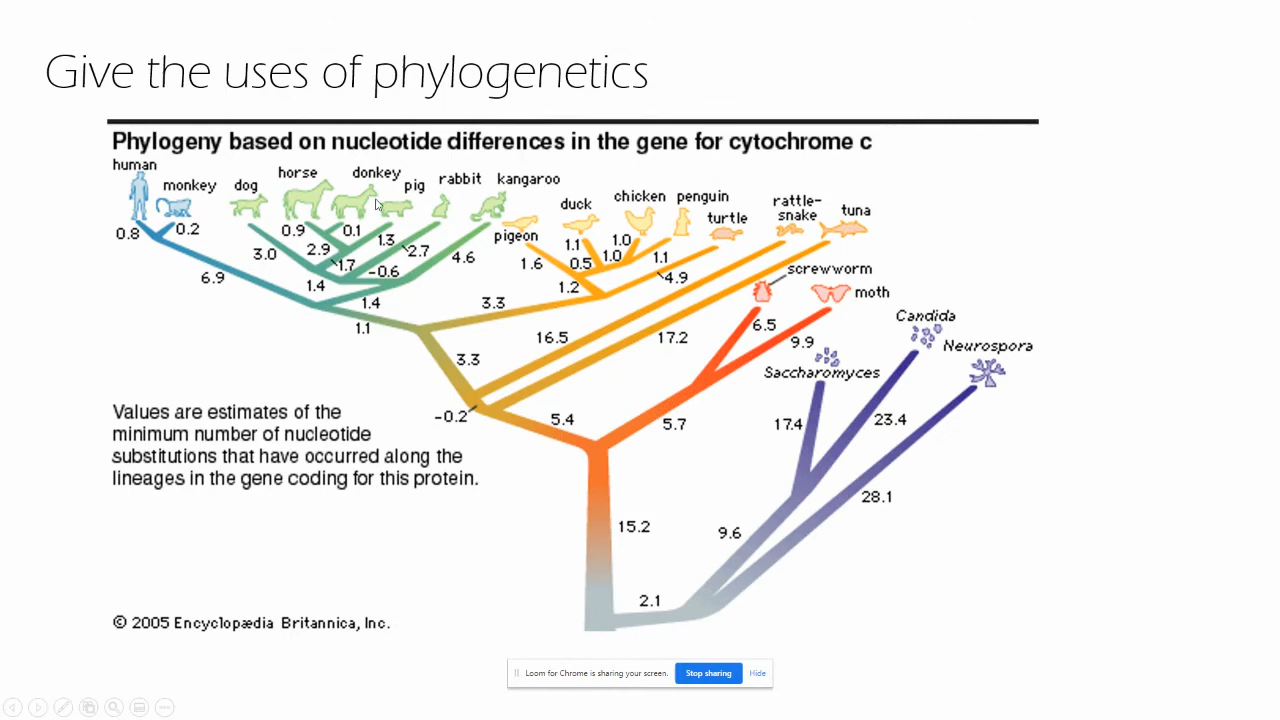 Give the uses of phylogenetics
Phylogeny based on nucleotide differences in the gene for cytochrome c
human
monkey
dog
horse
donkey
pig
rabbit
kangaroo
pigeon
duck
chicken
penguin
turtle
rattle-
snake
tuna
screwworm
moth
Saccharomyces
Candida
Neurospora
0.8
0.2
6.9
3.0
0.9
0.1
2.9
1.3
1.7
2.7
-0.6
1.4
4.6
1.4
1.1
1.6
1.1
0.5
1.0
1.0
1.1
1.2
4.9
3.3
3.3
16.5
17.2
-0.2
5.4
6.5
9.9
5.7
17.4
23.4
28.1
15.2
9.6
2.1
Values are estimates of the
minimum number of nucleotide
substitutions that have occurred along the
lineages in the gene coding for this protein.
© 2005 Encyclopædia Britannica, Inc.
Loom for Chrome is sharing your screen. Stop sharing Hide